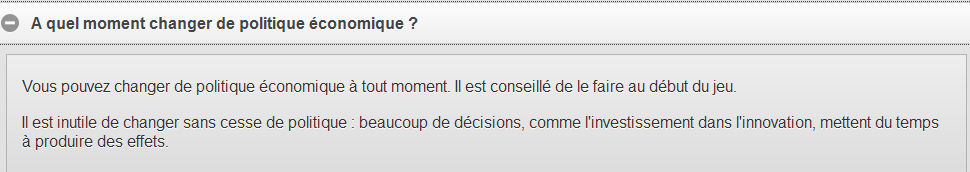 A quel moment changer de politique économique ?
Vous pouvez changer de politique économique à tout moment. Il est conseillé de le faire au début du jeu.
Il est inutile de changer sans cesse de politique : beaucoup de décisions, comme l'investissement dans l'innovation, mettent du temps
à produire des effets.